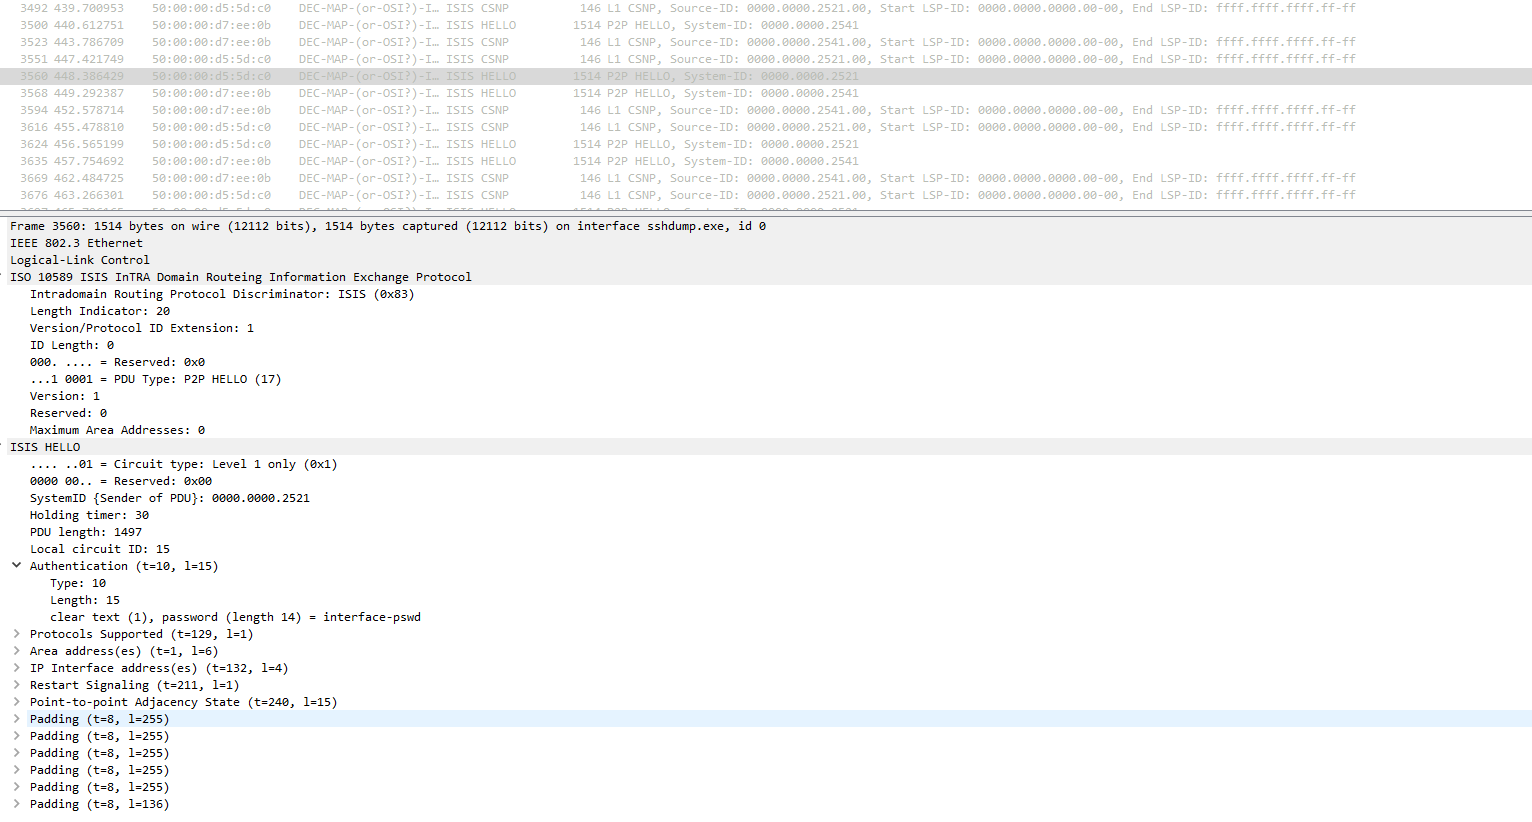 3492 439.700953 50:00:00:d5:5d:c0 DEC-MAP-(or-OSI?)-I… ISIS CSNP 146 L1 CSNP, Source-ID: 0000.0000.2521.00, Start LSP-ID: 0000.0000.0000.00-00, End LSP-ID: ffff.ffff.ffff.ff-ff
3500 440.612751 50:00:00:d7:ee:0b DEC-MAP-(or-OSI?)-I… ISIS HELLO 1514 P2P HELLO, System-ID: 0000.0000.2541
3523 443.786709 50:00:00:d7:ee:0b DEC-MAP-(or-OSI?)-I… ISIS CSNP 146 L1 CSNP, Source-ID: 0000.0000.2541.00, Start LSP-ID: 0000.0000.0000.00-00, End LSP-ID: ffff.ffff.ffff.ff-ff
3551 447.421749 50:00:00:d5:5d:c0 DEC-MAP-(or-OSI?)-I… ISIS CSNP 146 L1 CSNP, Source-ID: 0000.0000.2521.00, Start LSP-ID: 0000.0000.0000.00-00, End LSP-ID: ffff.ffff.ffff.ff-ff
3560 448.386429 50:00:00:d5:5d:c0 DEC-MAP-(or-OSI?)-I… ISIS HELLO 1514 P2P HELLO, System-ID: 0000.0000.2521
3568 449.292387 50:00:00:d7:ee:0b DEC-MAP-(or-OSI?)-I… ISIS HELLO 1514 P2P HELLO, System-ID: 0000.0000.2541
3594 452.578714 50:00:00:d7:ee:0b DEC-MAP-(or-OSI?)-I… ISIS CSNP 146 L1 CSNP, Source-ID: 0000.0000.2541.00, Start LSP-ID: 0000.0000.0000.00-00, End LSP-ID: ffff.ffff.ffff.ff-ff
3616 455.478810 50:00:00:d5:5d:c0 DEC-MAP-(or-OSI?)-I… ISIS CSNP 146 L1 CSNP, Source-ID: 0000.0000.2521.00, Start LSP-ID: 0000.0000.0000.00-00, End LSP-ID: ffff.ffff.ffff.ff-ff
3624 456.565199 50:00:00:d5:5d:c0 DEC-MAP-(or-OSI?)-I… ISIS HELLO 1514 P2P HELLO, System-ID: 0000.0000.2521
3635 457.754692 50:00:00:d7:ee:0b DEC-MAP-(or-OSI?)-I… ISIS HELLO 1514 P2P HELLO, System-ID: 0000.0000.2541
3669 462.484725 50:00:00:d7:ee:0b DEC-MAP-(or-OSI?)-I… ISIS CSNP 146 L1 CSNP, Source-ID: 0000.0000.2541.00, Start LSP-ID: 0000.0000.0000.00-00, End LSP-ID: ffff.ffff.ffff.ff-ff
3676 463.266301 50:00:00:d5:5d:c0 DEC-MAP-(or-OSI?)-I… ISIS CSNP 146 L1 CSNP, Source-ID: 0000.0000.2521.00, Start LSP-ID: 0000.0000.0000.00-00, End LSP-ID: ffff.ffff.ffff.ff-ff
Frame 3560: 1514 bytes on wire (12112 bits), 1514 bytes captured (12112 bits) on interface sshdump.exe, id 0
IEEE 802.3 Ethernet
Logical-Link Control
ISO 10589 ISIS InTRA Domain Routeing Information Exchange Protocol
Intradomain Routing Protocol Discriminator: ISIS (0x83)
Length Indicator: 20
Version/Protocol ID Extension: 1
ID Length: 0
000. .... = Reserved: 0x0
...1 0001 = PDU Type: P2P HELLO (17)
Version: 1
Reserved: 0
Maximum Area Addresses: 0
ISIS HELLO
.... ..01 = Circuit type: Level 1 only (0x1)
0000 00.. = Reserved: 0x00
SystemID {Sender of PDU}: 0000.0000.2521
Holding timer: 30
PDU length: 1497
Local circuit ID: 15
Authentication (t=10, l=15)
Type: 10
Length: 15
clear text (1), password (length 14) = interface-pswd
Protocols Supported (t=129, l=1)
Area address(es) (t=1, l=6)
IP Interface address(es) (t=132, l=4)
Restart Signaling (t=211, l=1)
Point-to-point Adjacency State (t=240, l=15)
Padding (t=8, l=255)
Padding (t=8, l=255)
Padding (t=8, l=255)
Padding (t=8, l=255)
Padding (t=8, l=255)
Padding (t=8, l=136)